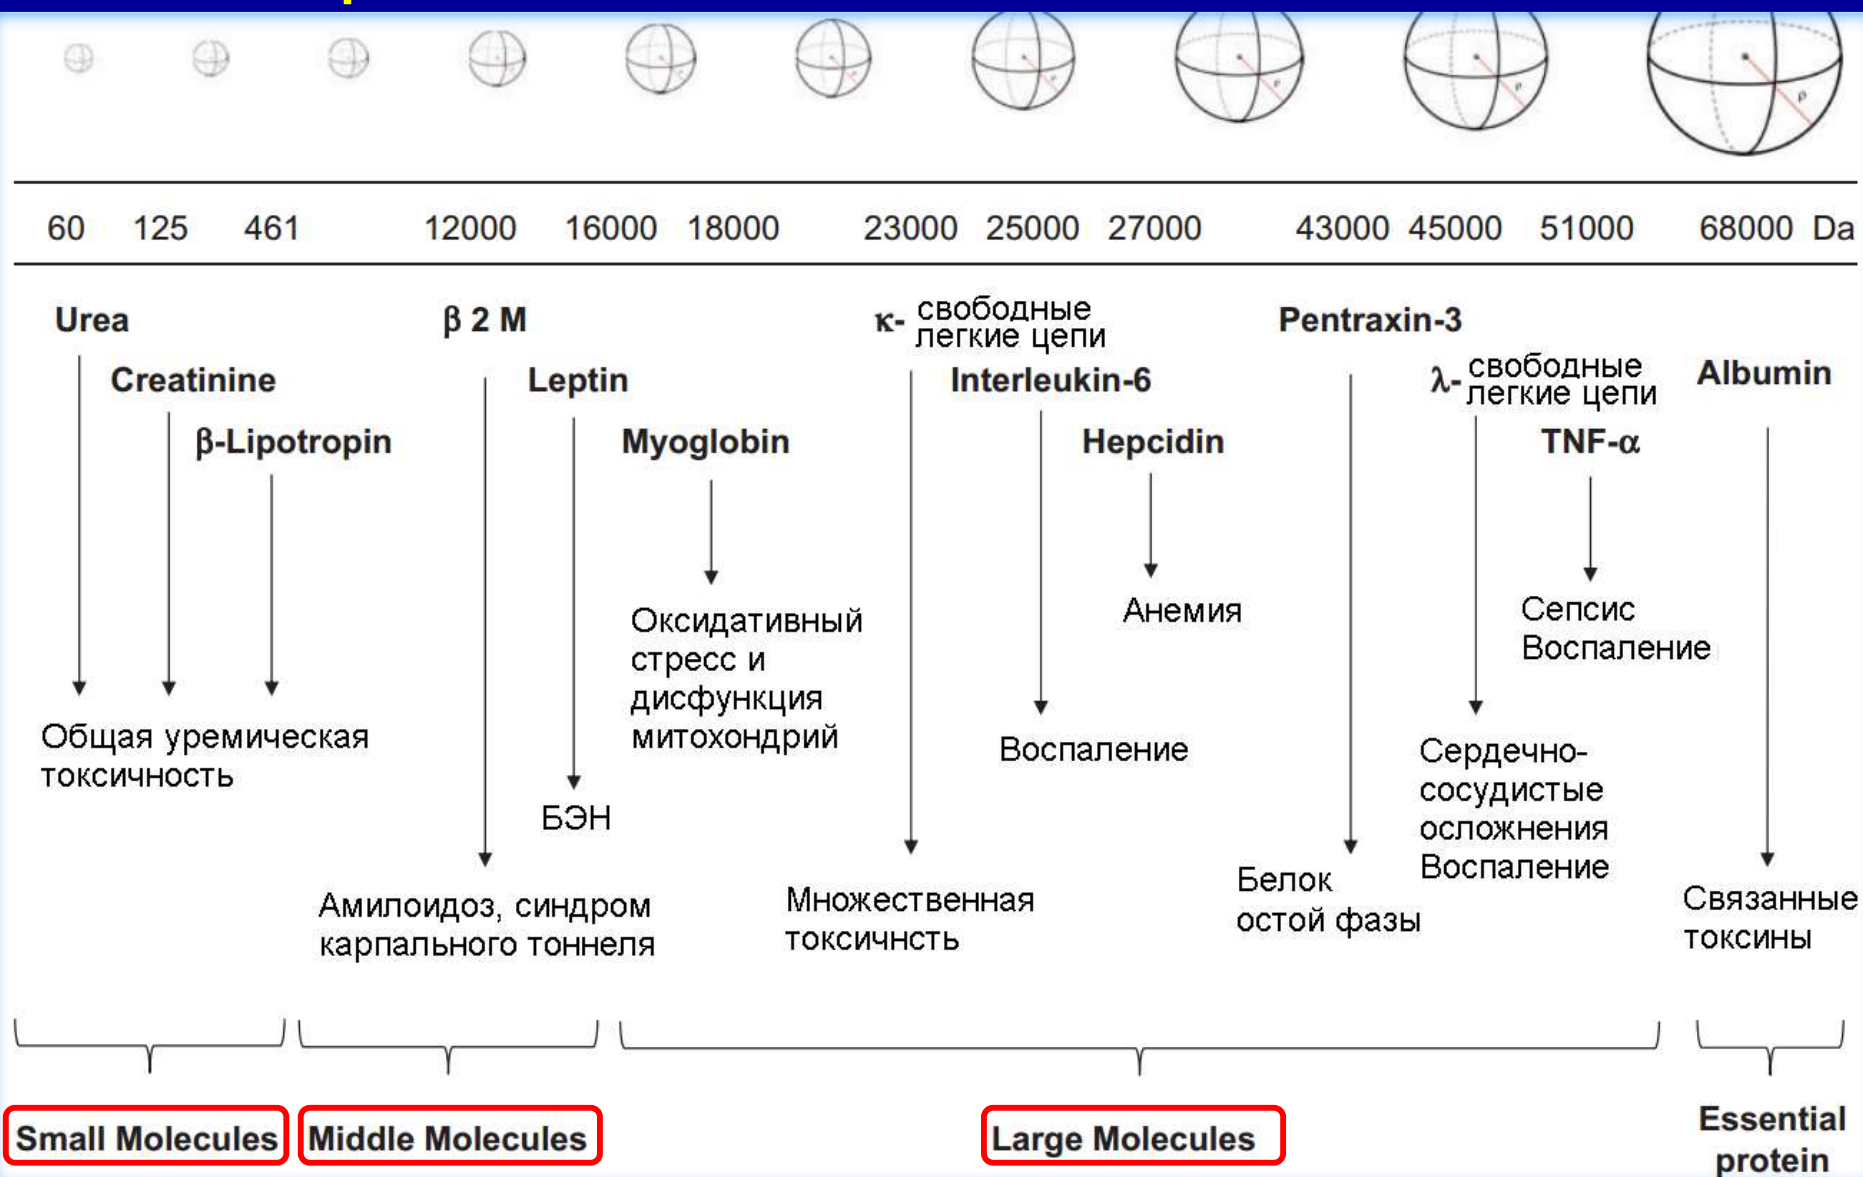 60 125 461 12000 16000 18000 23000 25000 27000 43000 45000 51000 68000 Da
Urea
β 2 M
κ- свободные
легкие цепи
Pentraxin-3
Creatinine
Leptin
Interleukin-6
λ- свободные
легкие цепи
Albumin
β-Lipotropin
Myoglobin
Hepcidin
TNF-α
Оксидативный
стресс и
дисфункция
митохондрий
Анемия
Сепсис
Воспаление
Общая уремическая
токсичность
Воспаление
Сердечно-
сосудистые
осложнения
Воспаление
БЭН
Амилоидоз, синдром
карпального тоннеля
Множественная
токсичнсть
Белок
остой фазы
Связанные
токсины
Small Molecules
Middle Molecules
Large Molecules
Essential
protein